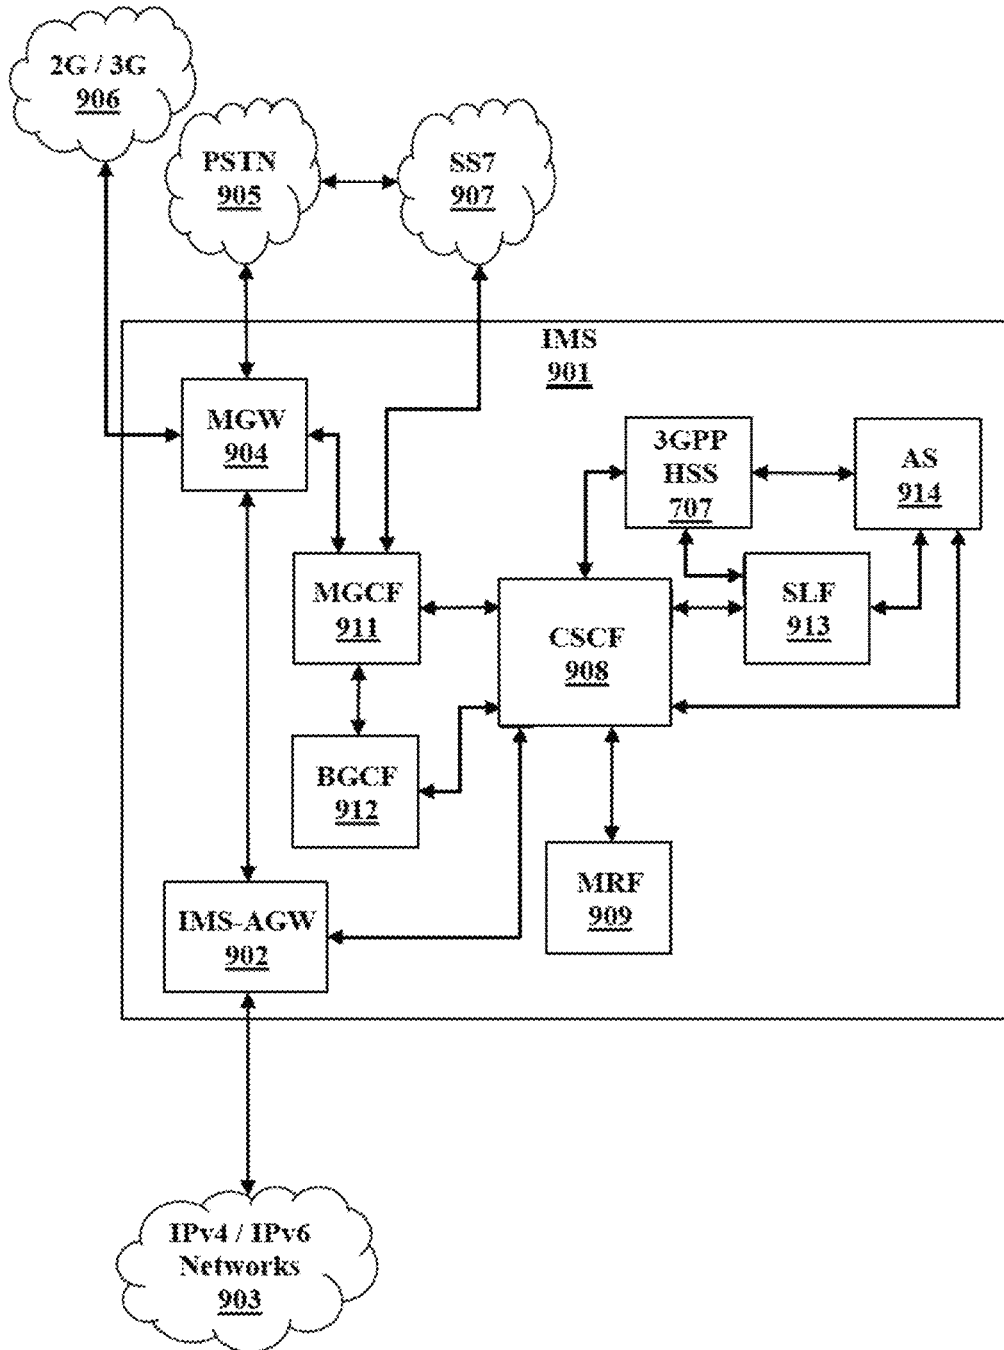 2G / 3G
906
PSTN
905
SS7
907
IMS
901
MGW
904
3GPP
HSS
707
AS
914
MGCF
911
CSCF
908
SLF
913
BGCF
912
MRF
909
IMS-AGW
902
IPv4 / IPv6
Networks
903